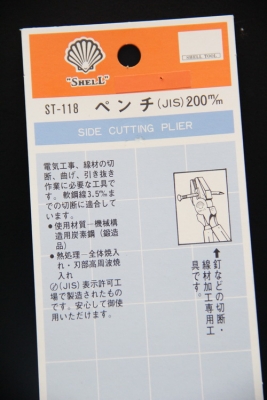 "SHELL"
SHELL TOOL
ST-118 ペンチ(JIS)200m/m
SIDE CUTTING PLIER
電気工事、線材の切
断、曲げ、引き抜き
作業に必要な工具で
す。軟鋼線3.5%ま
での切断に適合してい
ます。
●使用材質─機械構
造用炭素鋼(鍛造
品)
●熱処理─全体焼入
れ・刃部高周波焼
入れ
(JIS)表示許可工
場で製造されたもの
です。安心して御使
用いただけます。
↑釘などの切断・
線材加工専用工
具です。